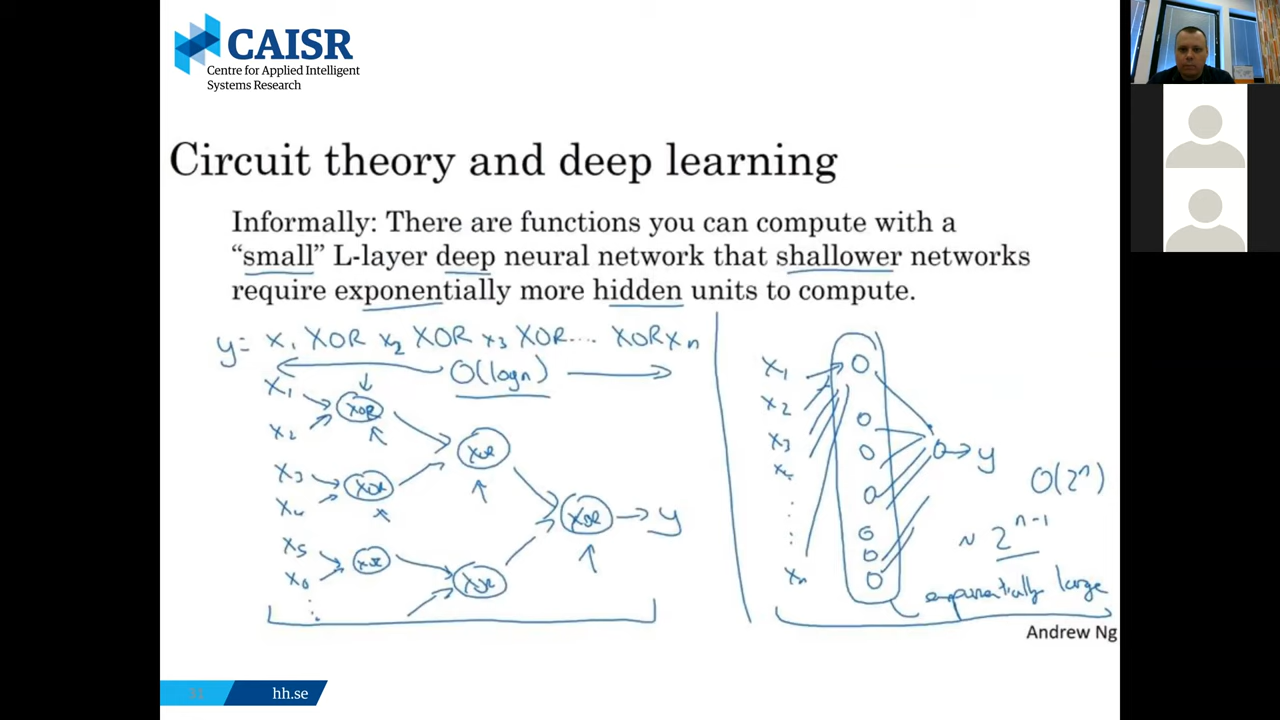 CAISR
Centre for Applied Intelligent
Systems Research
Circuit theory and deep learning
Informally: There are functions you can compute with a
“small” L-layer deep neural network that shallower networks
require exponentially more hidden units to compute.
y= x1 XOR x2 XOR x3 XOR.... XOR xn
O(log n)
x1
XOR
x2
XOR
x3
XOR
x4
XOR → y
x5
XOR
x6
XOR
x1
x2
x3
x4
xn
→ y
O(2^n)
~ 2^n-1
exponentially large
Andrew Ng
31
hh.se